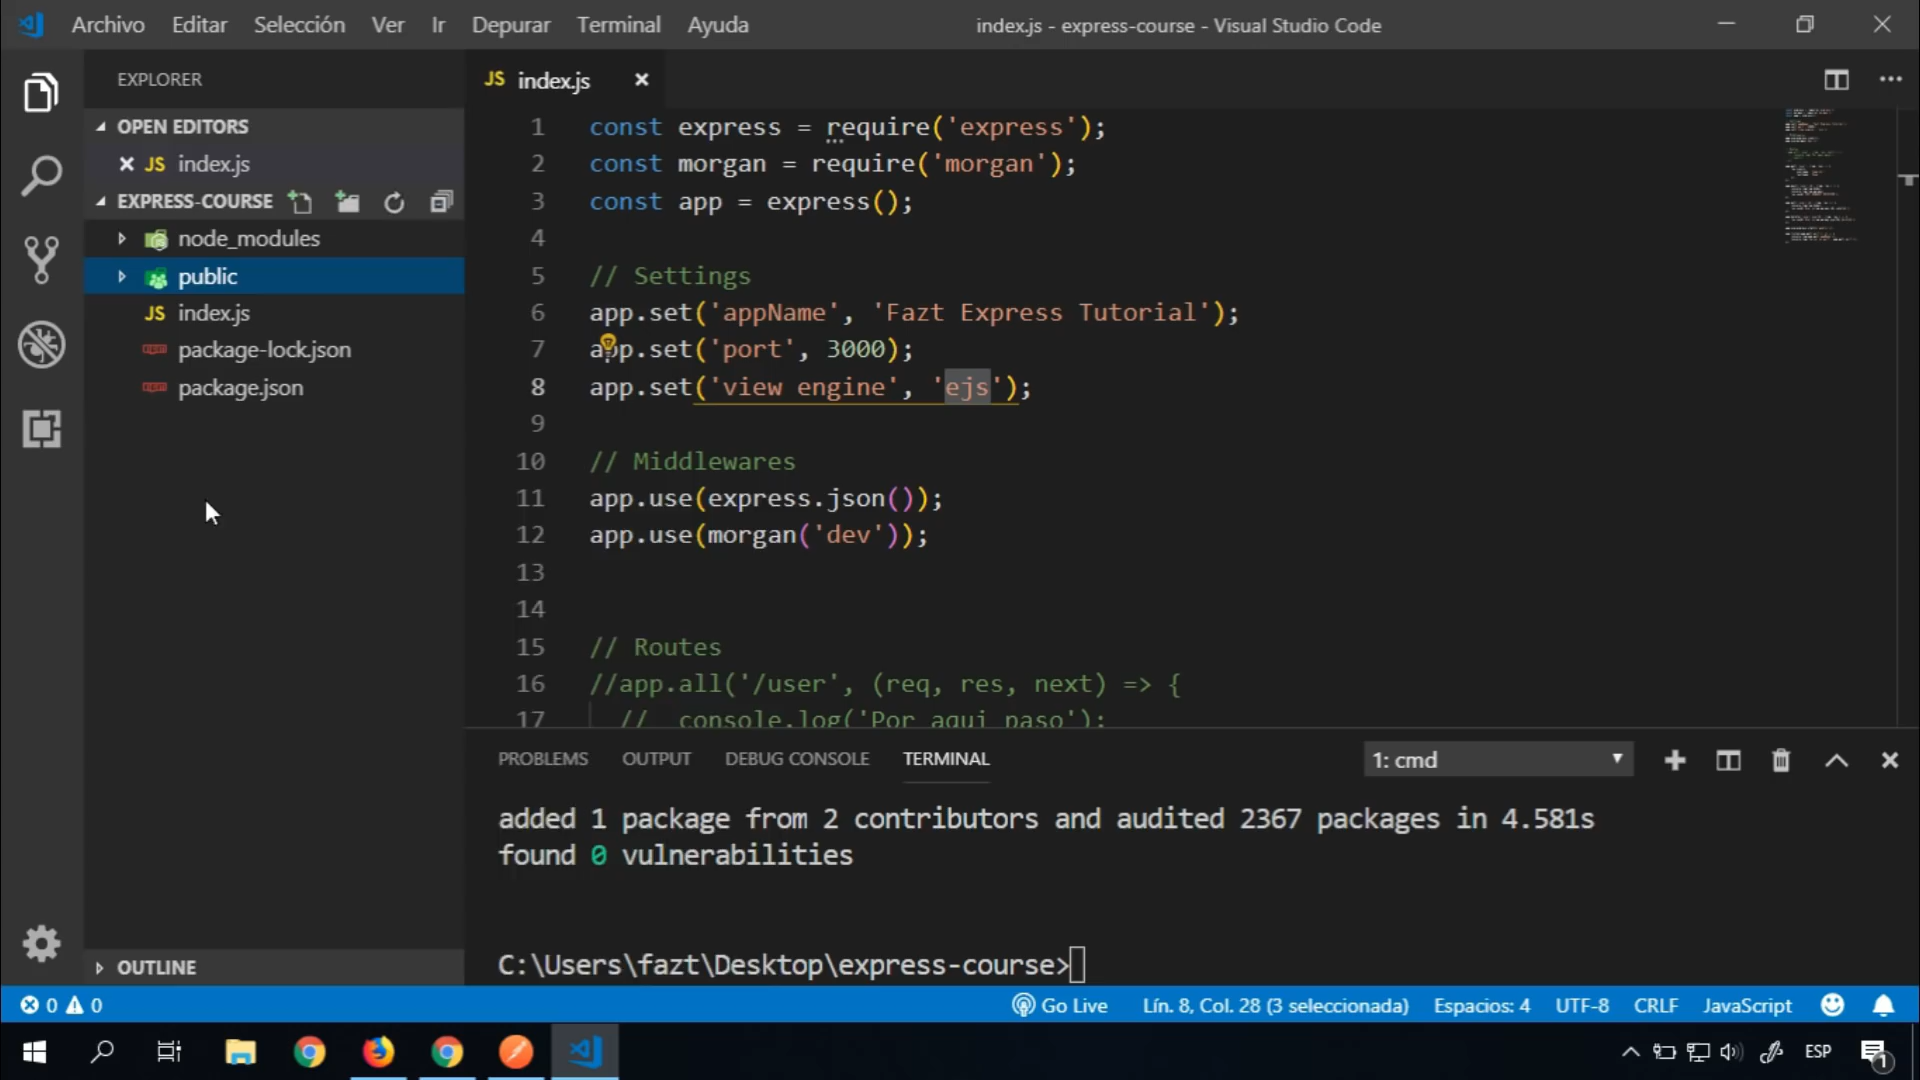 Archivo Editar Selección Ver Ir Depurar Terminal Ayuda
index.js - express-course - Visual Studio Code
EXPLORER
OPEN EDITORS
JS index.js
EXPRESS-COURSE
node_modules
public
JS index.js
package-lock.json
package.json
OUTLINE
JS index.js
1 const express = require('express');
2 const morgan = require('morgan');
3 const app = express();
4
5 // Settings
6 app.set('appName', 'Fazt Express Tutorial');
7 app.set('port', 3000);
8 app.set('view engine', 'ejs');
9
10 // Middlewares
11 app.use(express.json());
12 app.use(morgan('dev'));
13
14
15 // Routes
16 //app.all('/user', (req, res, next) => {
17 // console.log('Por aqui paso');
PROBLEMS OUTPUT DEBUG CONSOLE TERMINAL
1: cmd
added 1 package from 2 contributors and audited 2367 packages in 4.581s
found 0 vulnerabilities
C:\Users\fazt\Desktop\express-course>
0 0
Go Live Lín. 8, Col. 28 (3 seleccionada) Espacios: 4 UTF-8 CRLF JavaScript
ESP
1